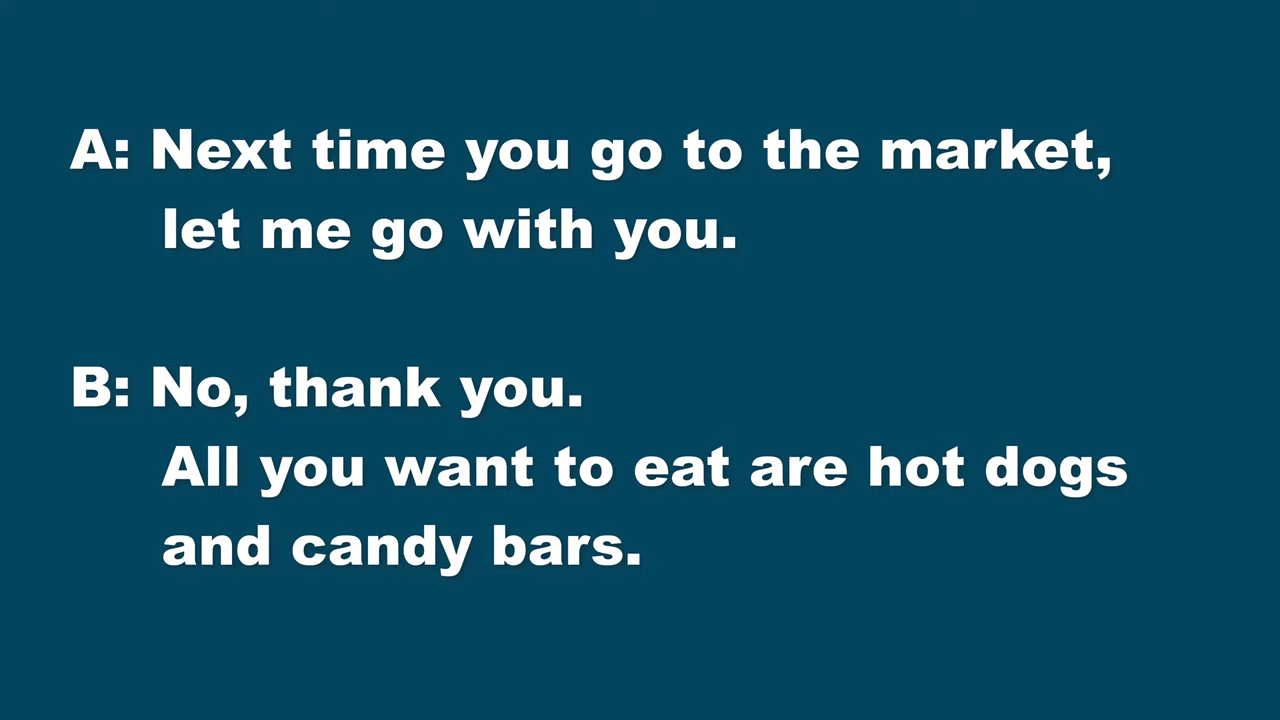 A: Next time you go to the market,
let me go with you.
B: No, thank you.
All you want to eat are hot dogs
and candy bars.